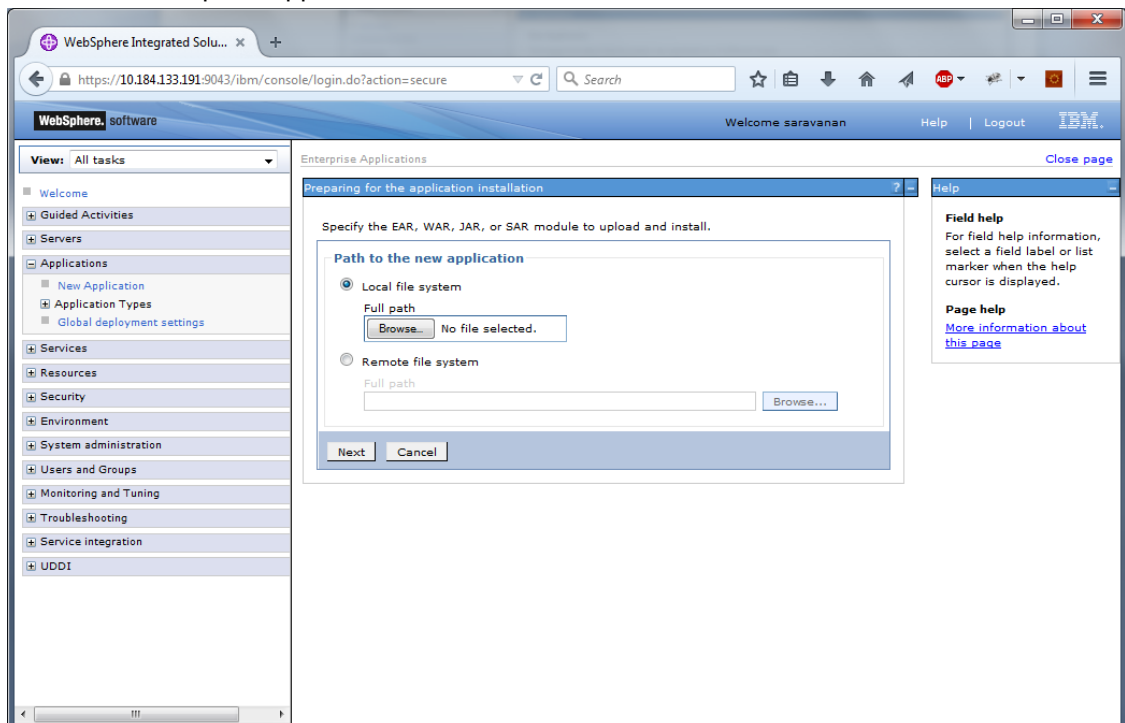 WebSphere Integrated Solu... × +
https://10.184.133.191:9043/ibm/console/login.do?action=secure
Search
ABP
WebSphere. software
Welcome saravanan
Help | Logout
IBM.
View: All tasks
Welcome
Guided Activities
Servers
Applications
New Application
Application Types
Global deployment settings
Services
Resources
Security
Environment
System administration
Users and Groups
Monitoring and Tuning
Troubleshooting
Service integration
UDDI
Enterprise Applications
Close page
Preparing for the application installation
? -
Specify the EAR, WAR, JAR, or SAR module to upload and install.
Path to the new application
Local file system
Full path
Browse... No file selected.
Remote file system
Full path
Browse...
Next Cancel
Help
-
Field help
For field help information,
select a field label or list
marker when the help
cursor is displayed.
Page help
More information about
this page